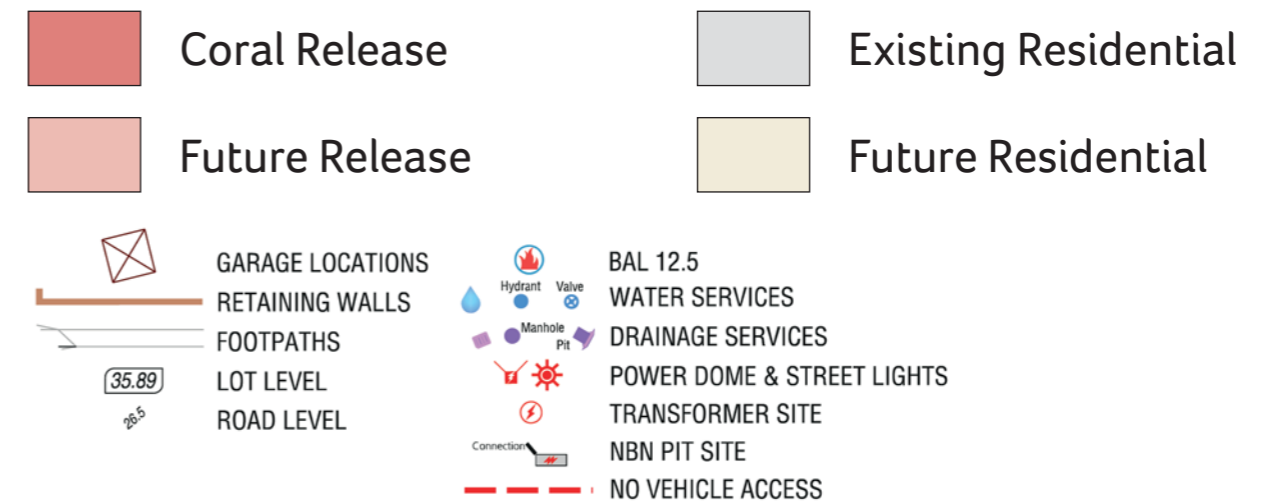 Coral Release
Existing Residential
Future Release
Future Residential
GARAGE LOCATIONS
RETAINING WALLS
FOOTPATHS
35.89 LOT LEVEL
26.5 ROAD LEVEL
BAL 12.5
Hydrant Valve WATER SERVICES
Manhole Pit DRAINAGE SERVICES
POWER DOME & STREET LIGHTS
TRANSFORMER SITE
Connection NBN PIT SITE
NO VEHICLE ACCESS